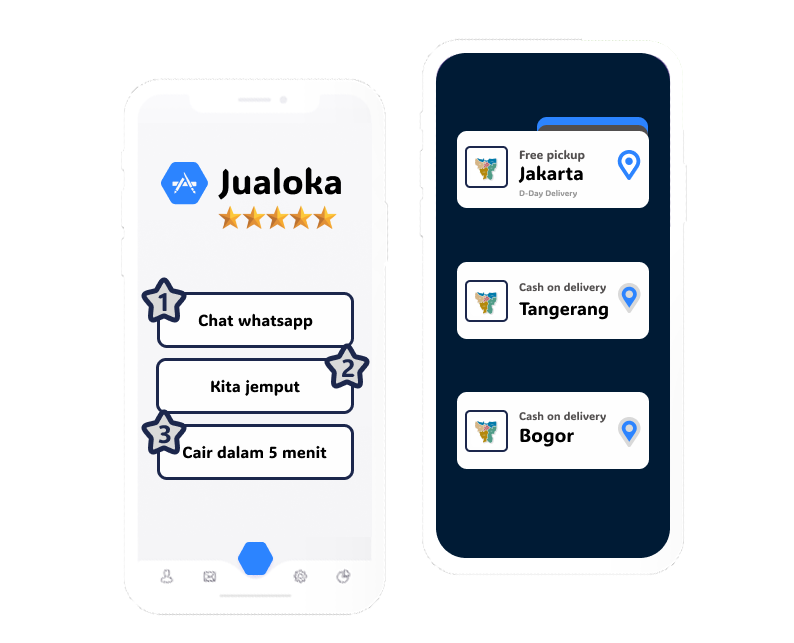 Jualoka
1
Chat whatsapp
2
Kita jemput
3
Cair dalam 5 menit
Free pickup
Jakarta
D-Day Delivery
Cash on delivery
Tangerang
Cash on delivery
Bogor